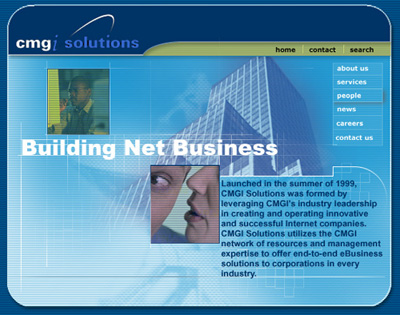 cmgi solutions
home contact search
about us
services
people
news
careers
contact us
Building Net Business
Launched in the summer of 1999,
CMGI Solutions was formed by
leveraging CMGI's industry leadership
in creating and operating innovative
and successful Internet companies.
CMGI Solutions utilizes the CMGI
network of resources and management
expertise to offer end-to-end eBusiness
solutions to corporations in every
industry.